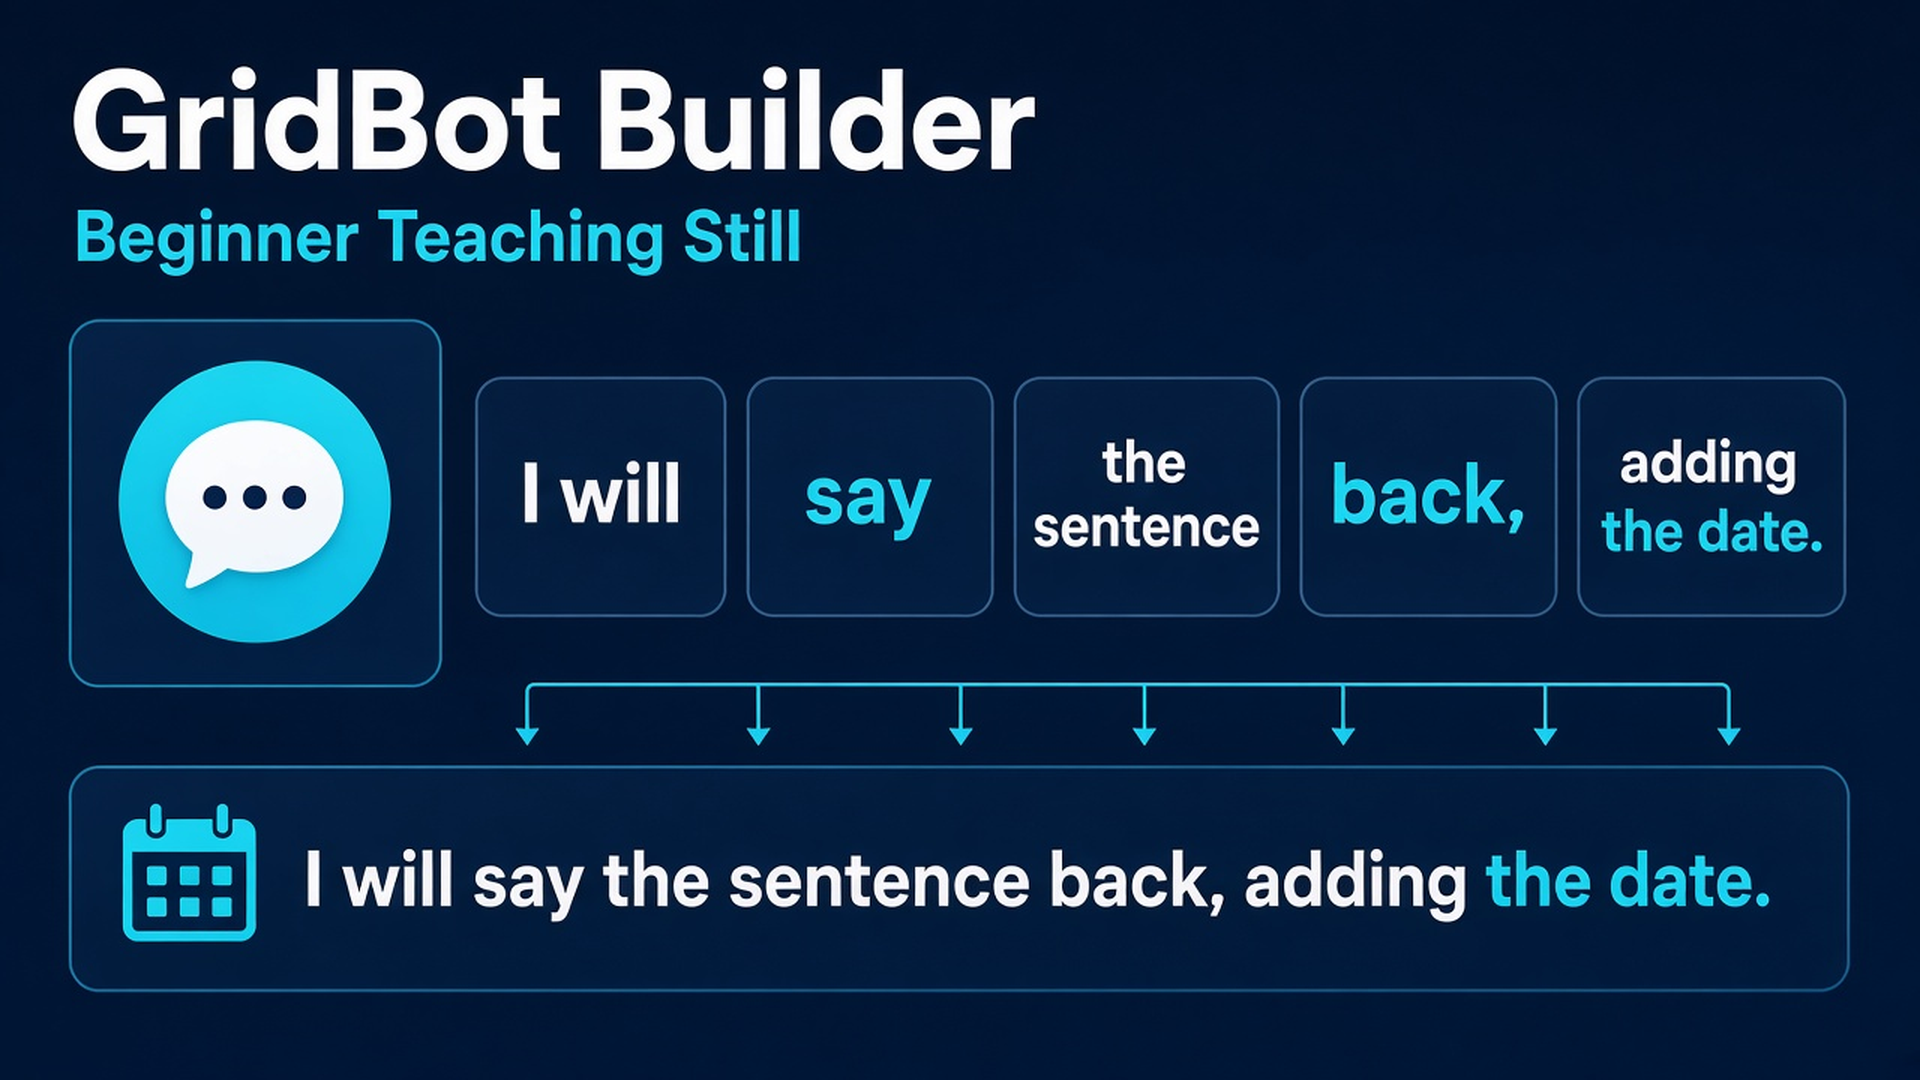 GridBot Builder
Beginner Teaching Still
I will
say
the
sentence
back,
adding
the date.
I will say the sentence back, adding the date.